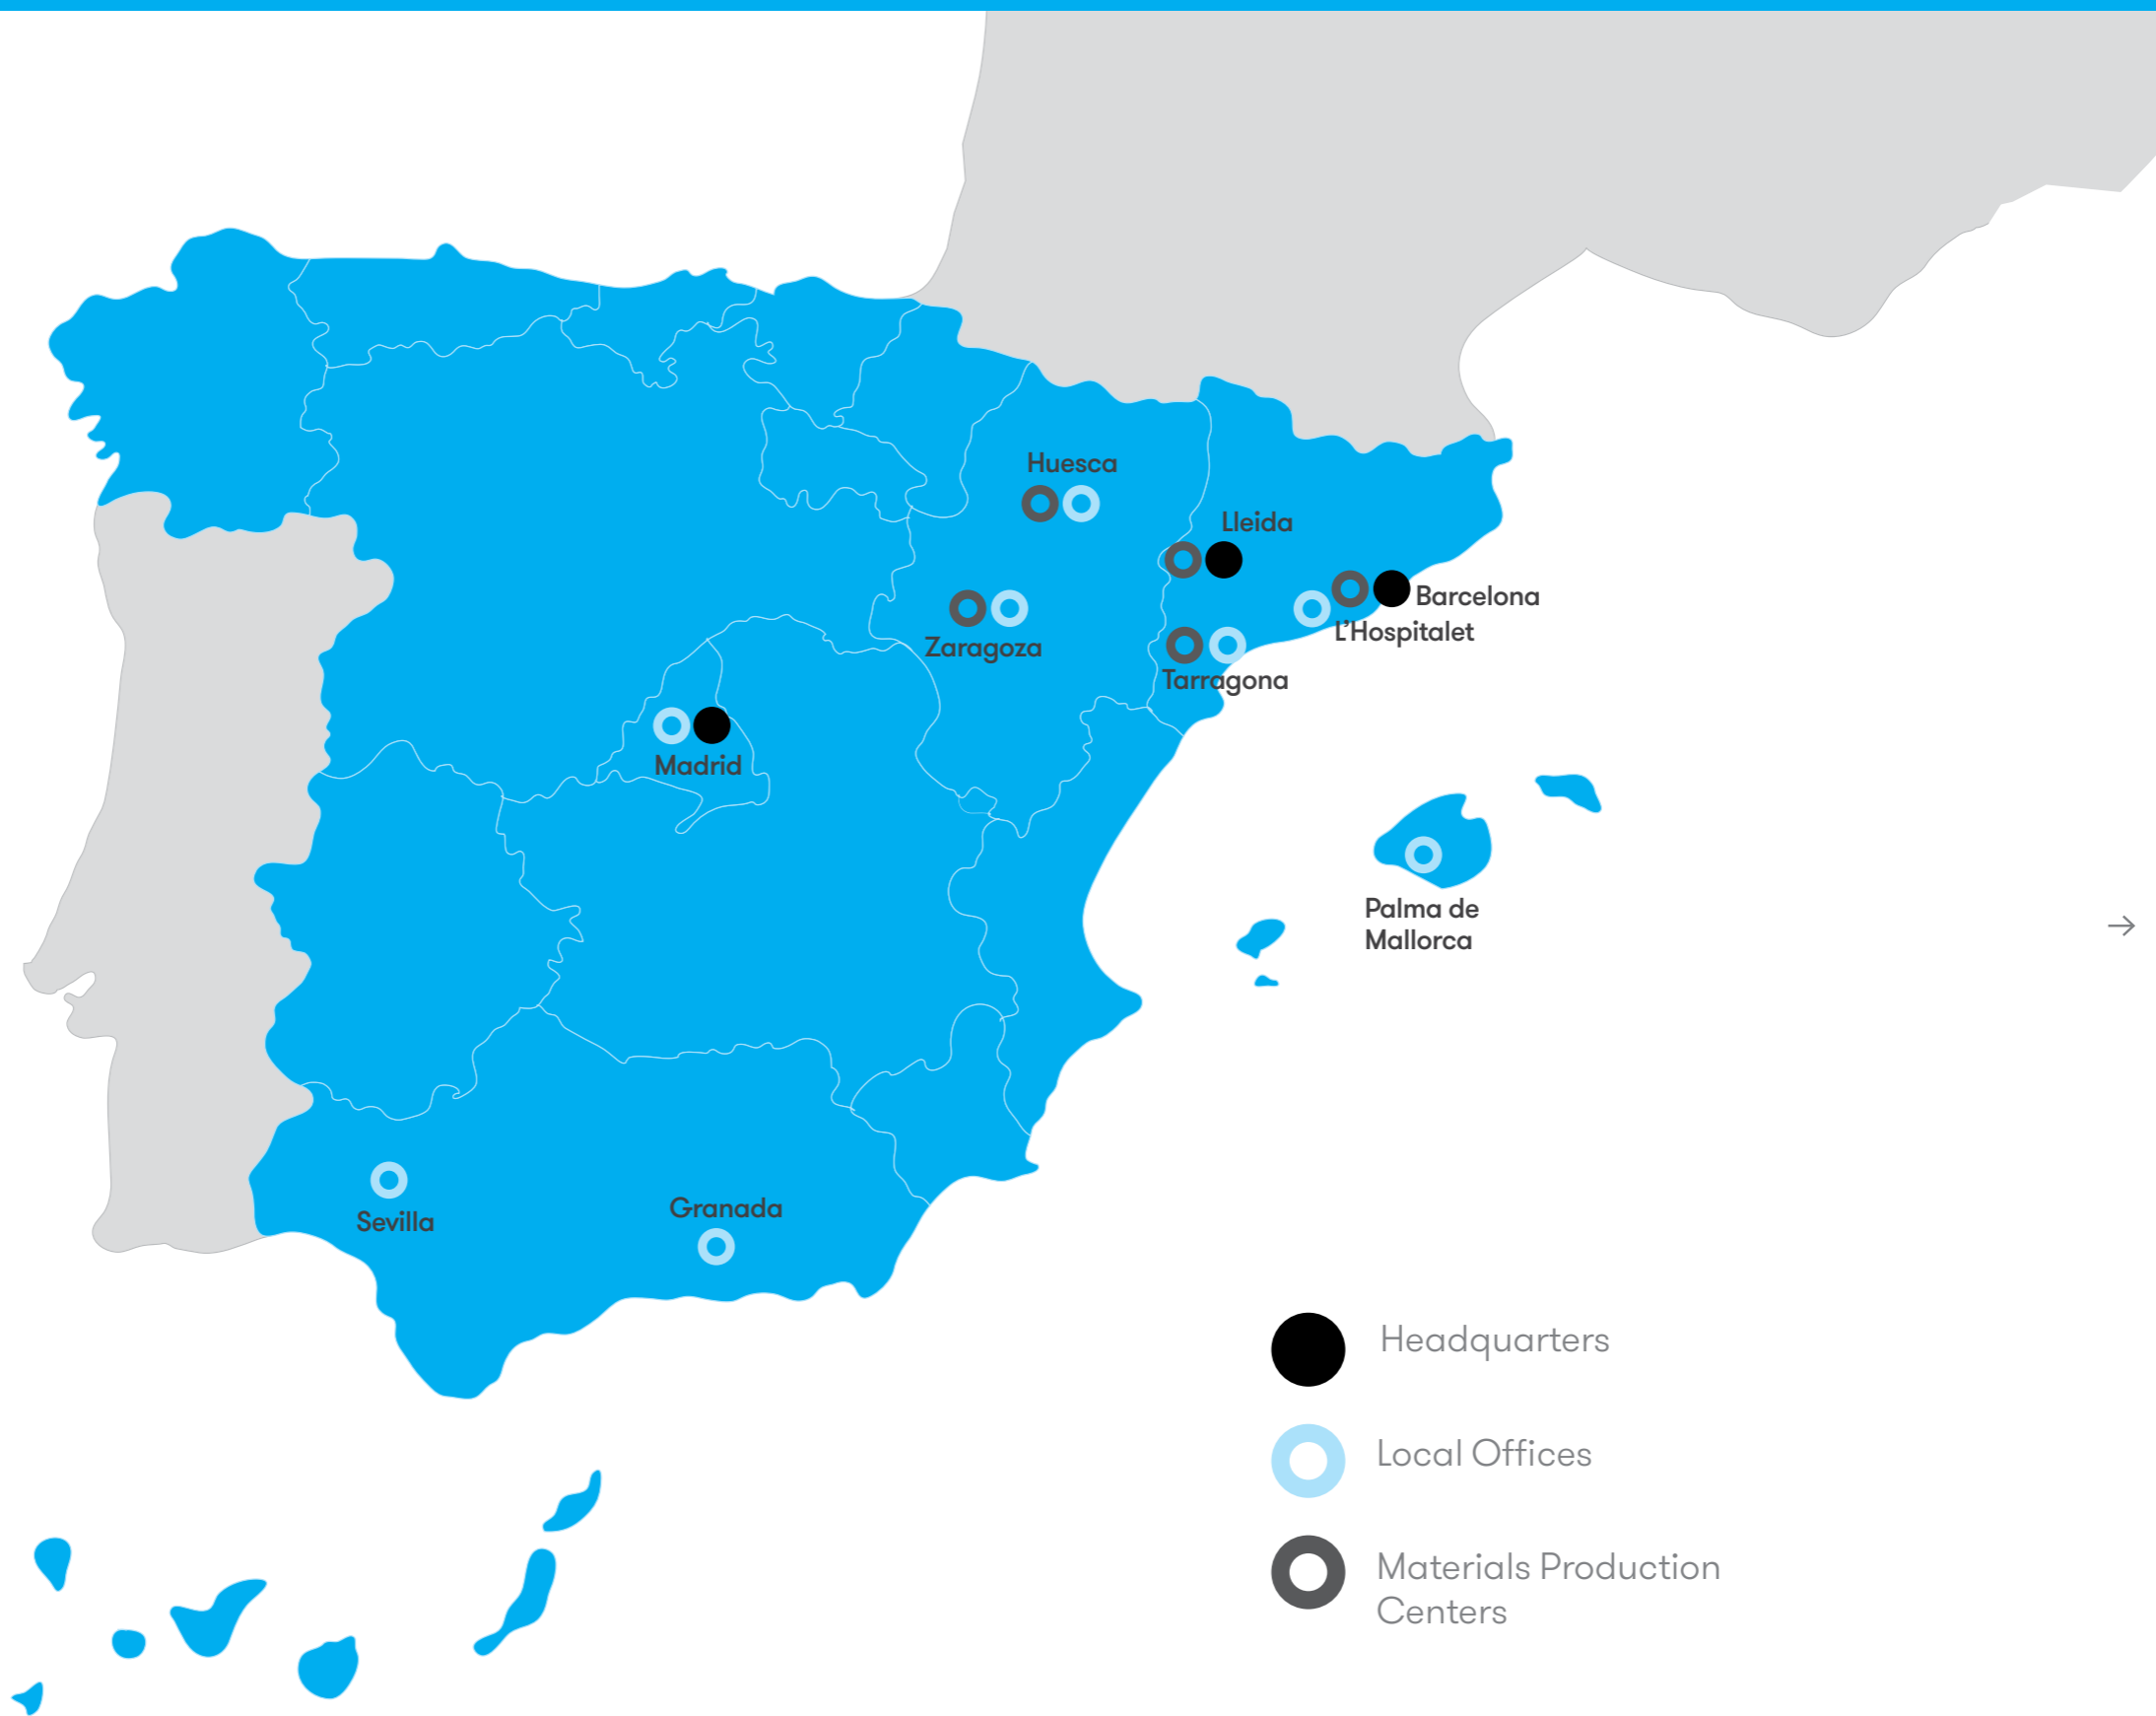 Huesca
Lleida
Barcelona
L'Hospitalet
Zaragoza
Tarragona
Madrid
Palma de
Mallorca
Sevilla
Granada
Headquarters
Local Offices
Materials Production
Centers